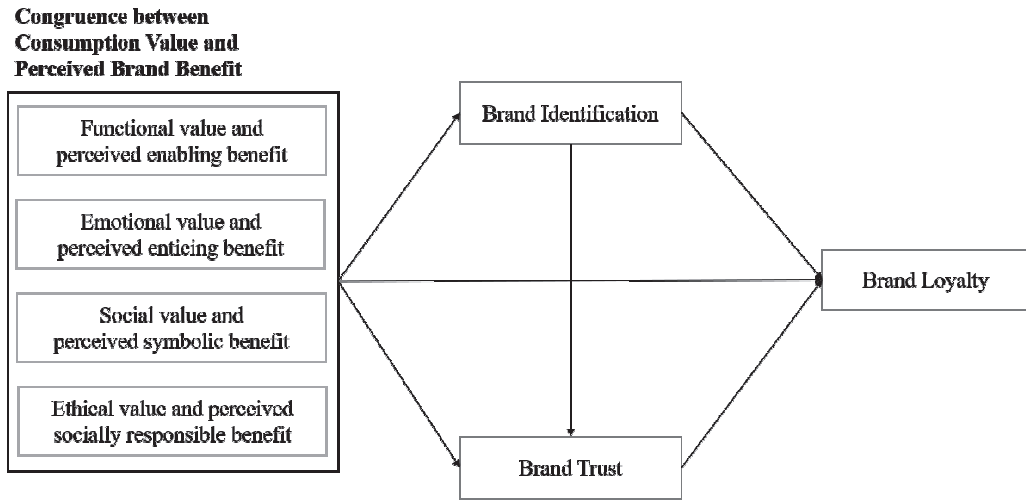 Congruence between
Consumption Value and
Perceived Brand Benefit
Functional value and
perceived enabling benefit
Emotional value and
perceived enticing benefit
Social value and
perceived symbolic benefit
Ethical value and perceived
socially responsible benefit
Brand Identification
Brand Trust
Brand Loyalty